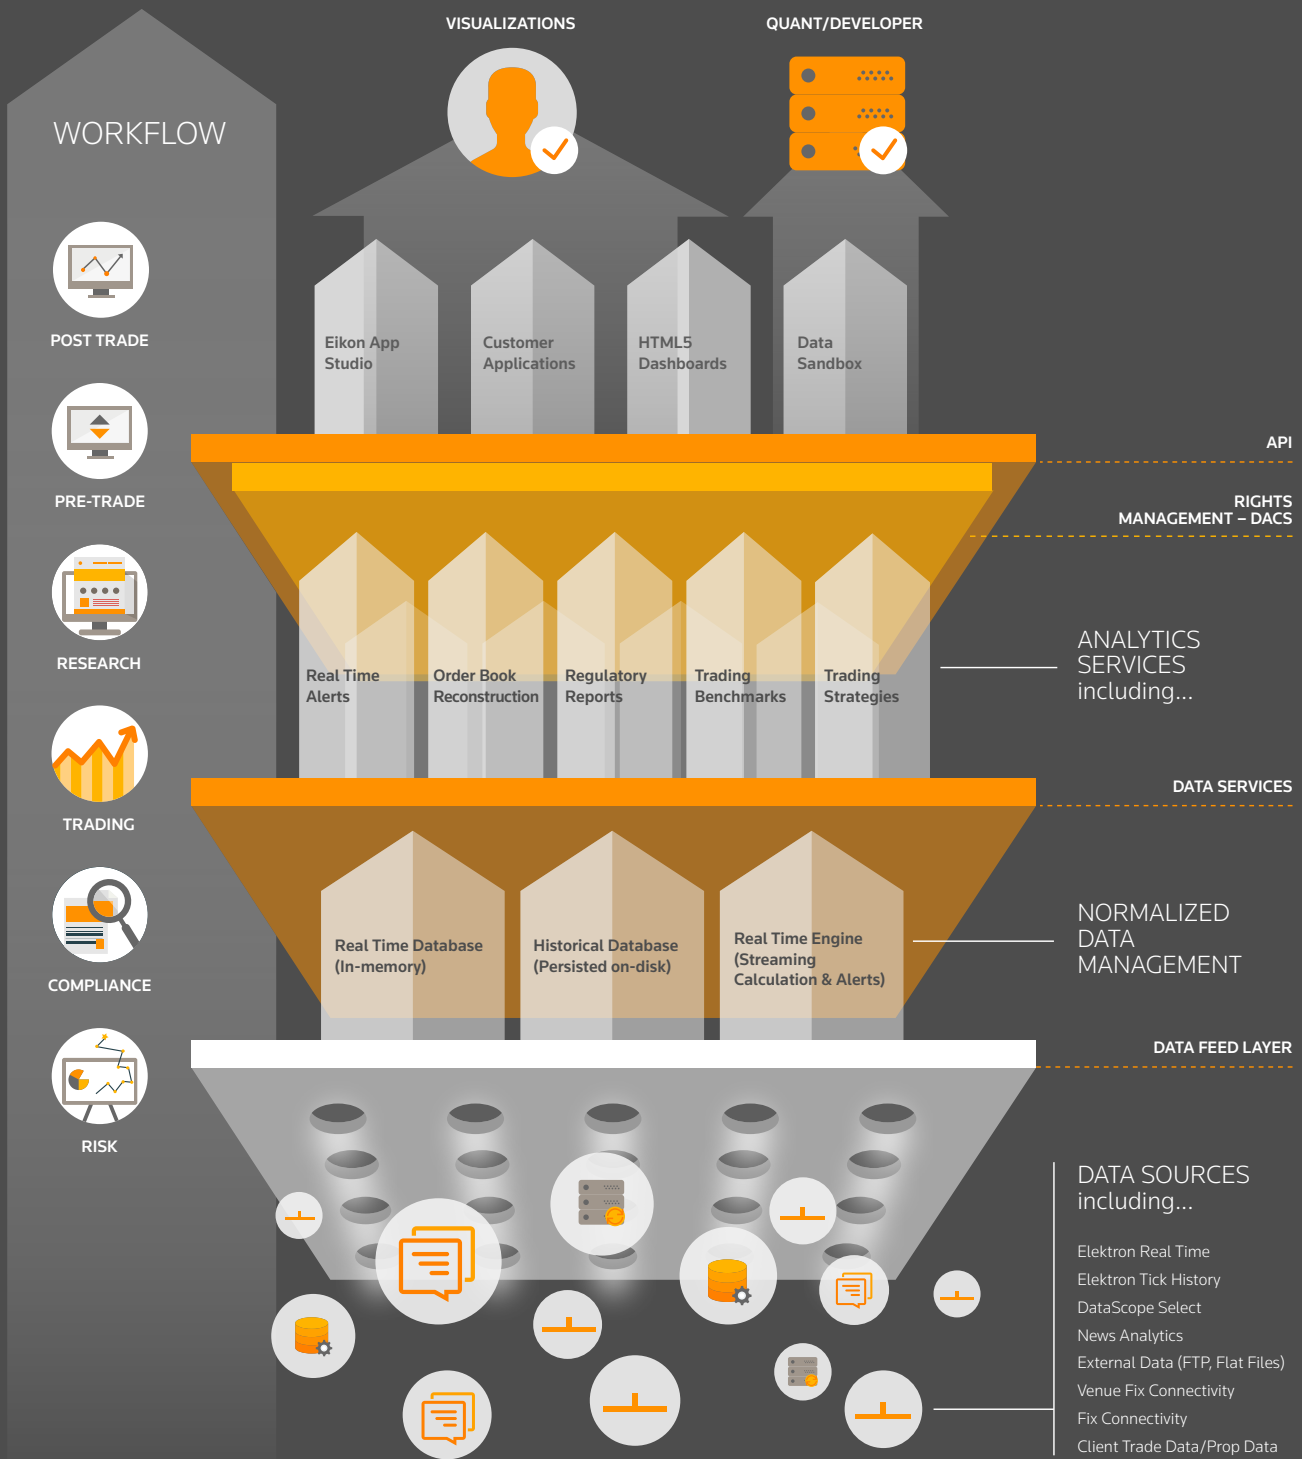 VISUALIZATIONS
QUANT/DEVELOPER
WORKFLOW
POST TRADE
PRE-TRADE
RESEARCH
TRADING
COMPLIANCE
RISK
Eikon App
Studio
Customer
Applications
HTML5
Dashboards
Data
Sandbox
API
RIGHTS
MANAGEMENT – DACS
Real Time
Alerts
Order Book
Reconstruction
Regulatory
Reports
Trading
Benchmarks
Trading
Strategies
ANALYTICS
SERVICES
including...
DATA SERVICES
Real Time Database
(In-memory)
Historical Database
(Persisted on-disk)
Real Time Engine
(Streaming
Calculation & Alerts)
NORMALIZED
DATA
MANAGEMENT
DATA FEED LAYER
DATA SOURCES
including...
Elektron Real Time
Elektron Tick History
DataScope Select
News Analytics
External Data (FTP, Flat Files)
Venue Fix Connectivity
Fix Connectivity
Client Trade Data/Prop Data